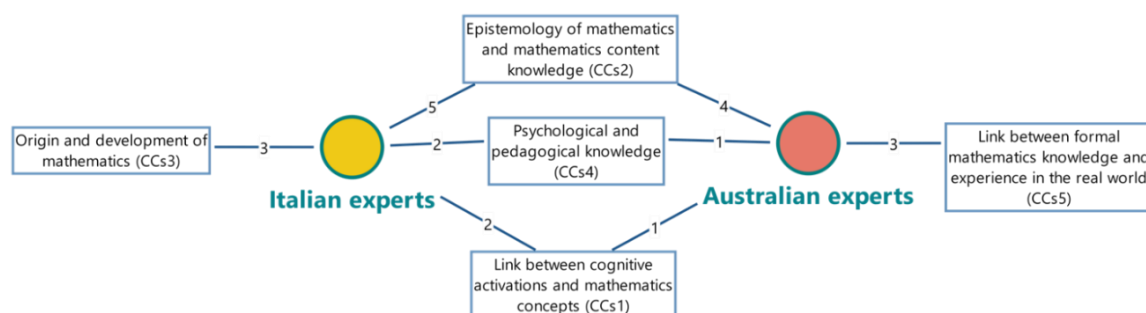 Epistemology of mathematics
and mathematics content
knowledge (CCs2)
5
4
Origin and development of
mathematics (CCs3)
3
2
Psychological and
pedagogical knowledge
(CCs4)
1
3
Link between formal
mathematics knowledge and
experience in the real world
(CCs5)
Italian experts
Australian experts
2
1
Link between cognitive
activations and mathematics
concepts (CCs1)